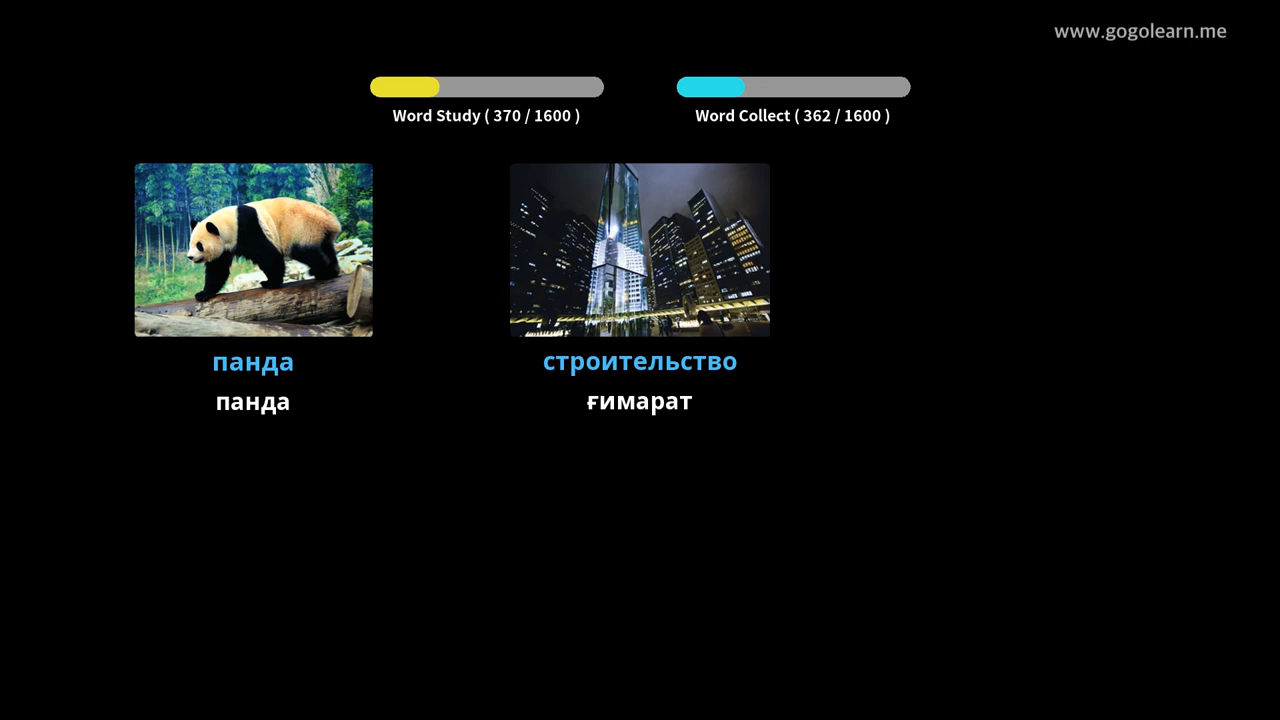 www.gogolearn.me
Word Study ( 370 / 1600 )
Word Collect ( 362 / 1600 )
панда
панда
строительство
ғимарат